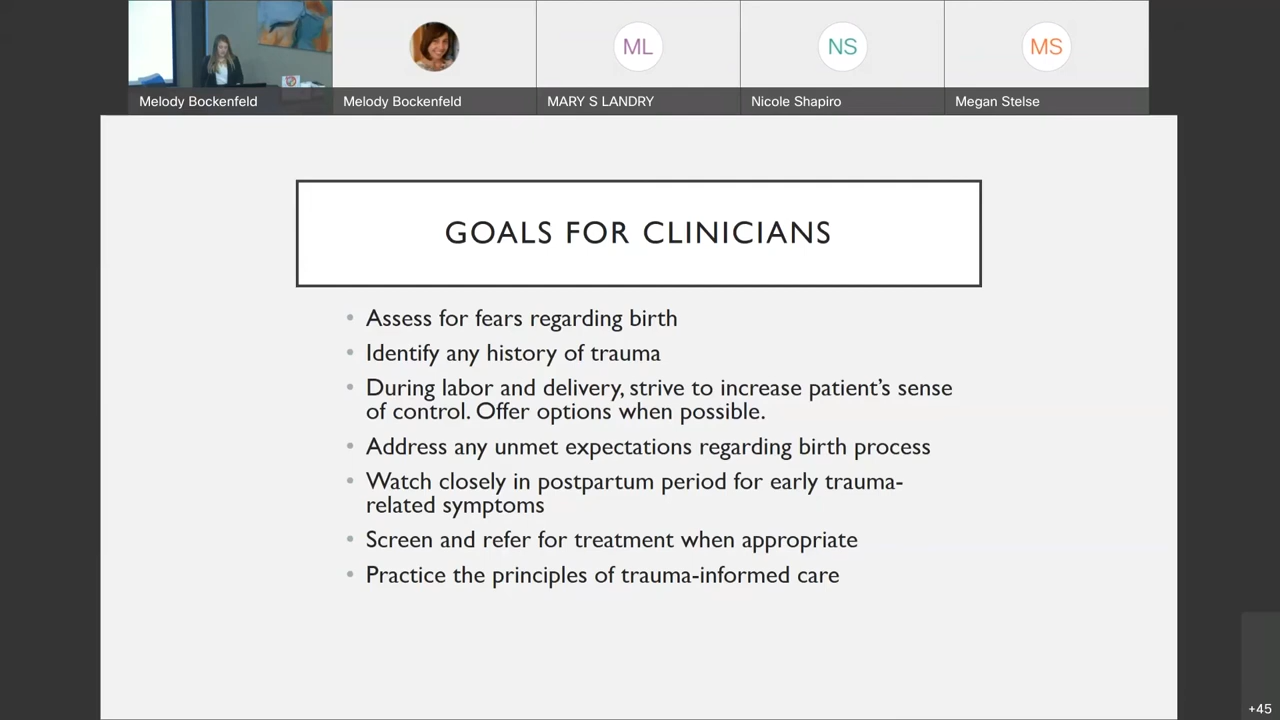 ML
NS
MS
Melody Bockenfeld
Melody Bockenfeld
MARY S LANDRY
Nicole Shapiro
Megan Stelse
GOALS FOR CLINICIANS
• Assess for fears regarding birth
• Identify any history of trauma
• During labor and delivery, strive to increase patient's sense
of control. Offer options when possible.
• Address any unmet expectations regarding birth process
• Watch closely in postpartum period for early trauma-
related symptoms
• Screen and refer for treatment when appropriate
• Practice the principles of trauma-informed care
+45